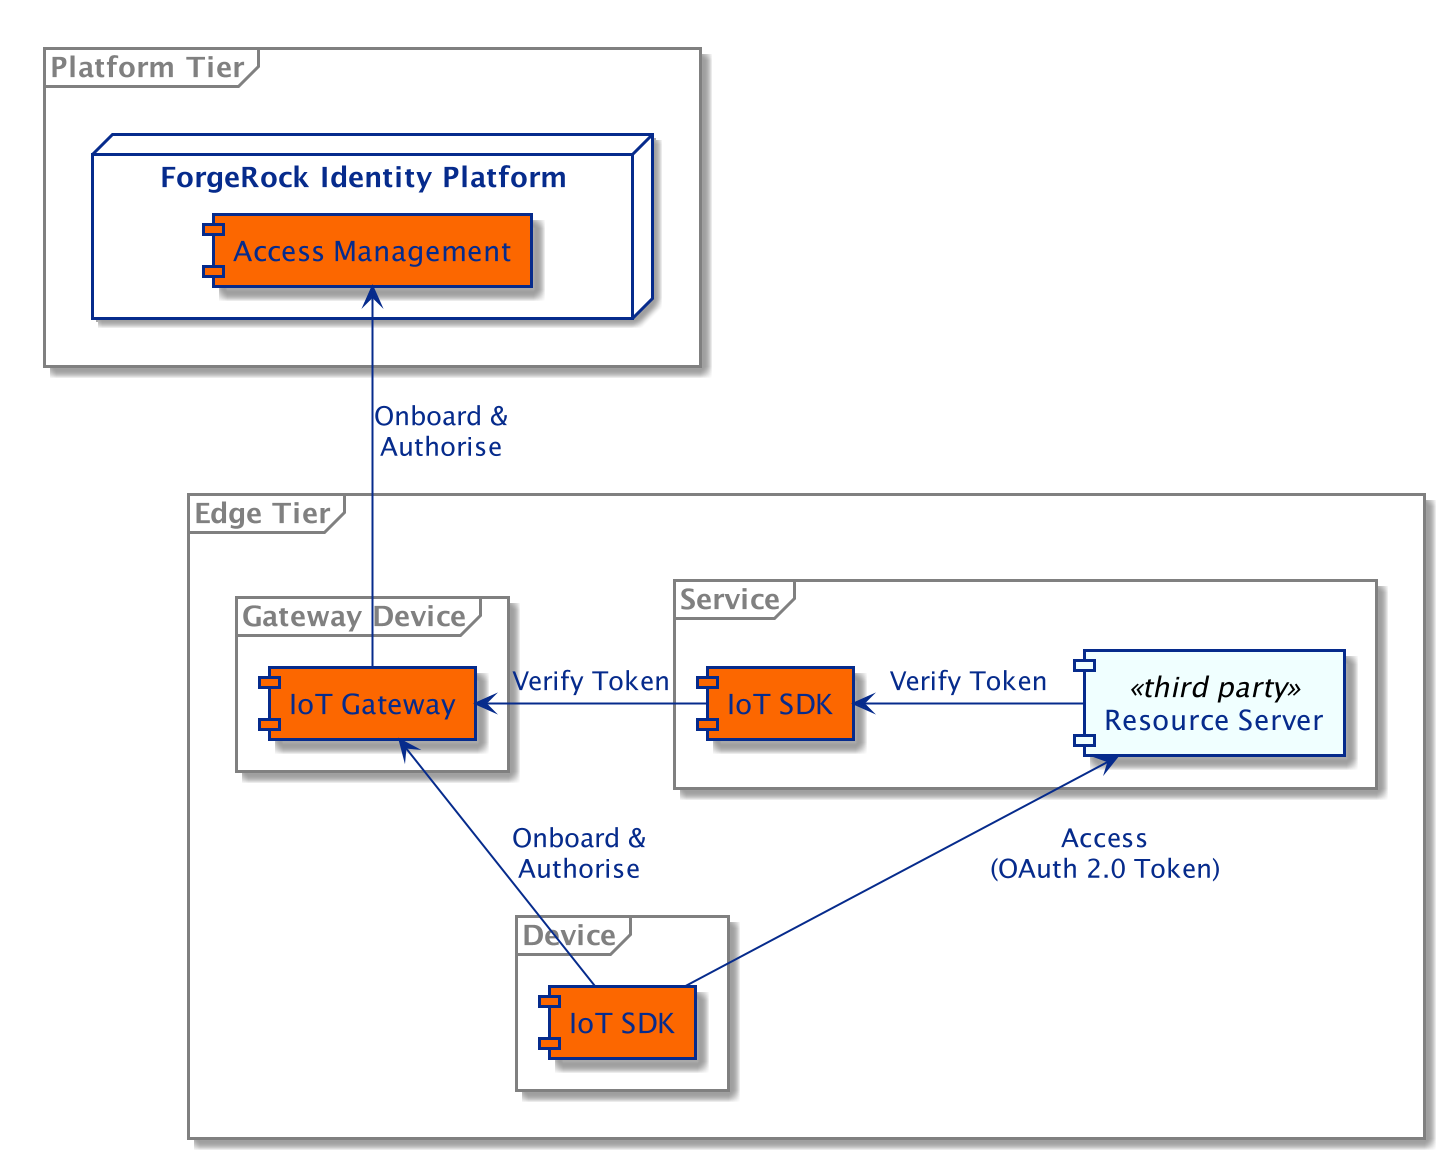 Platform Tier
ForgeRock Identity Platform
Access Management
Onboard &
Authorise
Edge Tier
Gateway Device
Service
IoT Gateway
Verify Token
IoT SDK
Verify Token
«third party»
Resource Server
Onboard &
Authorise
Access
(OAuth 2.0 Token)
Device
IoT SDK